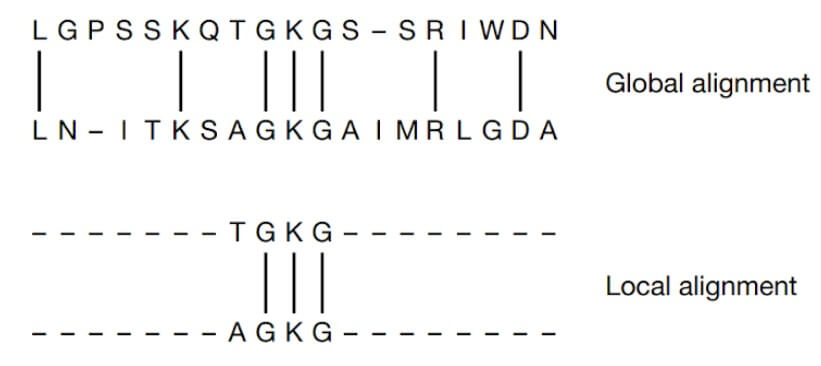 L G P S S K Q T G K G S – S R I W D N
Global alignment
L N – I T K S A G K G A I M R L G D A
– – – – – – – T G K G – – – – – – – –
Local alignment
– – – – – – – A G K G – – – – – – – –